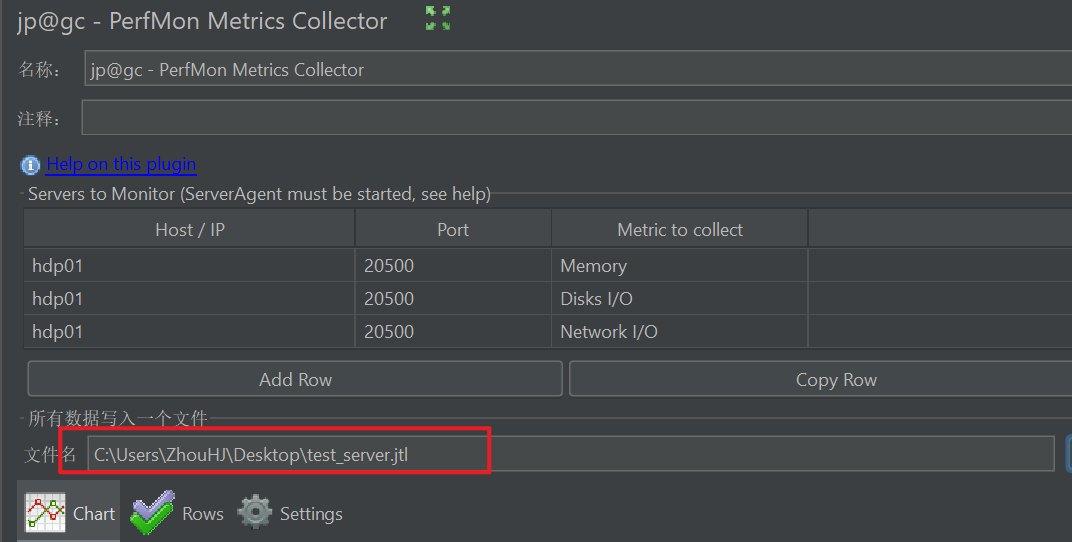 jp@gc - PerfMon Metrics Collector
名称： jp@gc - PerfMon Metrics Collector
注释：
Help on this plugin
Servers to Monitor (ServerAgent must be started, see help)
Host / IP Port Metric to collect
hdp01 20500 Memory
hdp01 20500 Disks I/O
hdp01 20500 Network I/O
Add Row Copy Row
所有数据写入一个文件
文件名 C:\Users\ZhouHJ\Desktop\test_server.jtl
Chart Rows Settings